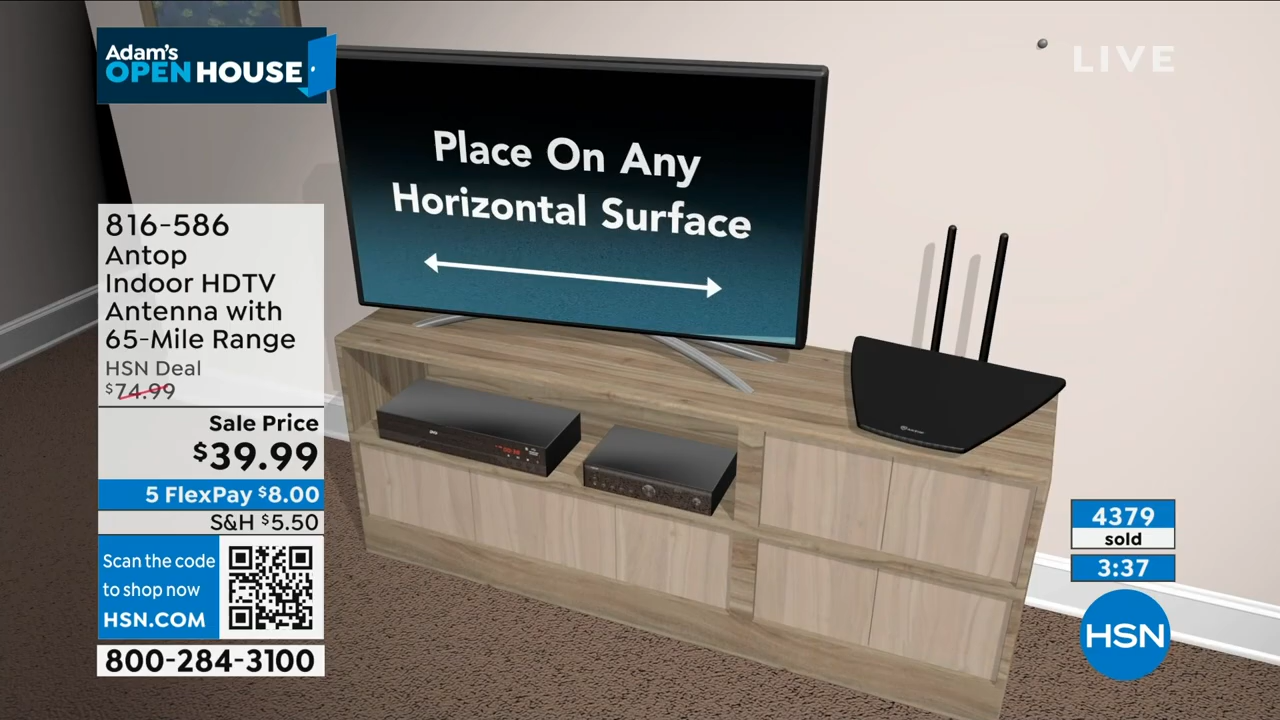 Adam's
OPEN HOUSE
LIVE
Place On Any
Horizontal Surface
816-586
Antop
Indoor HDTV
Antenna with
65-Mile Range
HSN Deal
$74.99
Sale Price
$39.99
5 FlexPay $8.00
S&H $5.50
Scan the code
to shop now
HSN.COM
800-284-3100
4379
sold
3:37
HSN